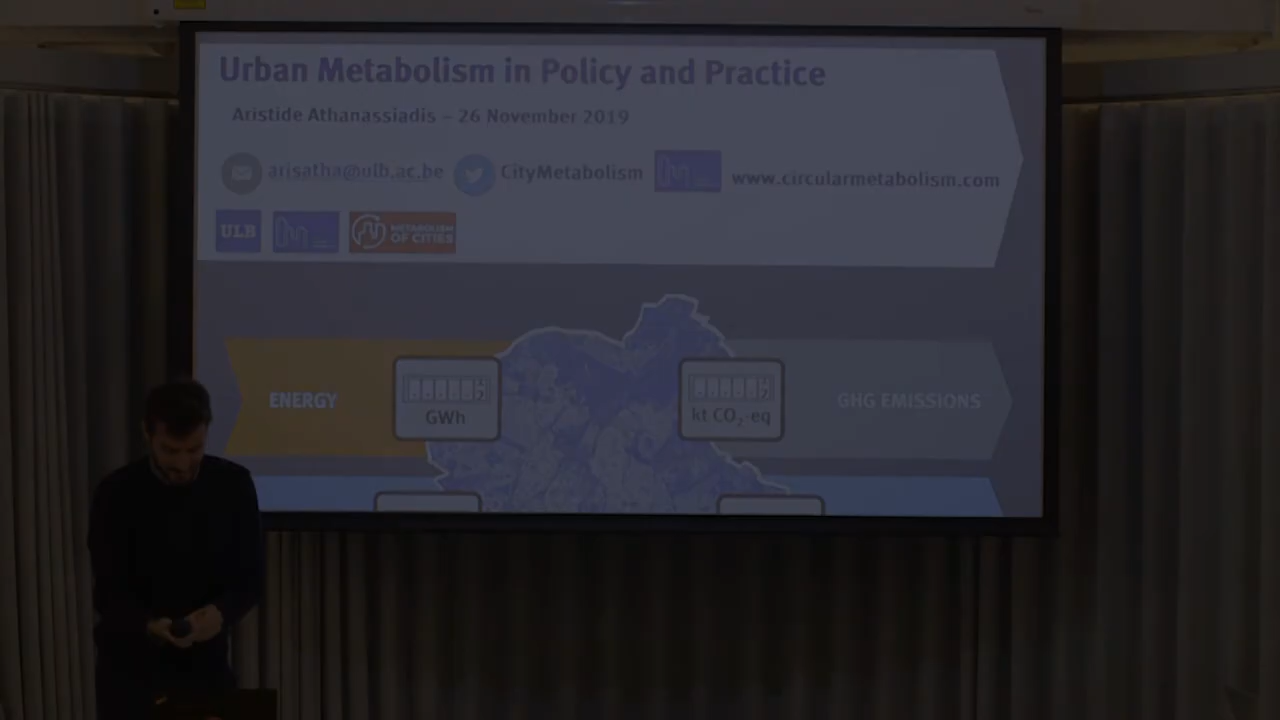 Urban Metabolism in Policy and Practice
Aristide Athanassiadis – 26 November 2019
arisatha@ulb.ac.be CityMetabolism www.circularmetabolism.com
ULB METABOLISM OF CITIES
ENERGY GWh kt CO₂-eq GHG EMISSIONS